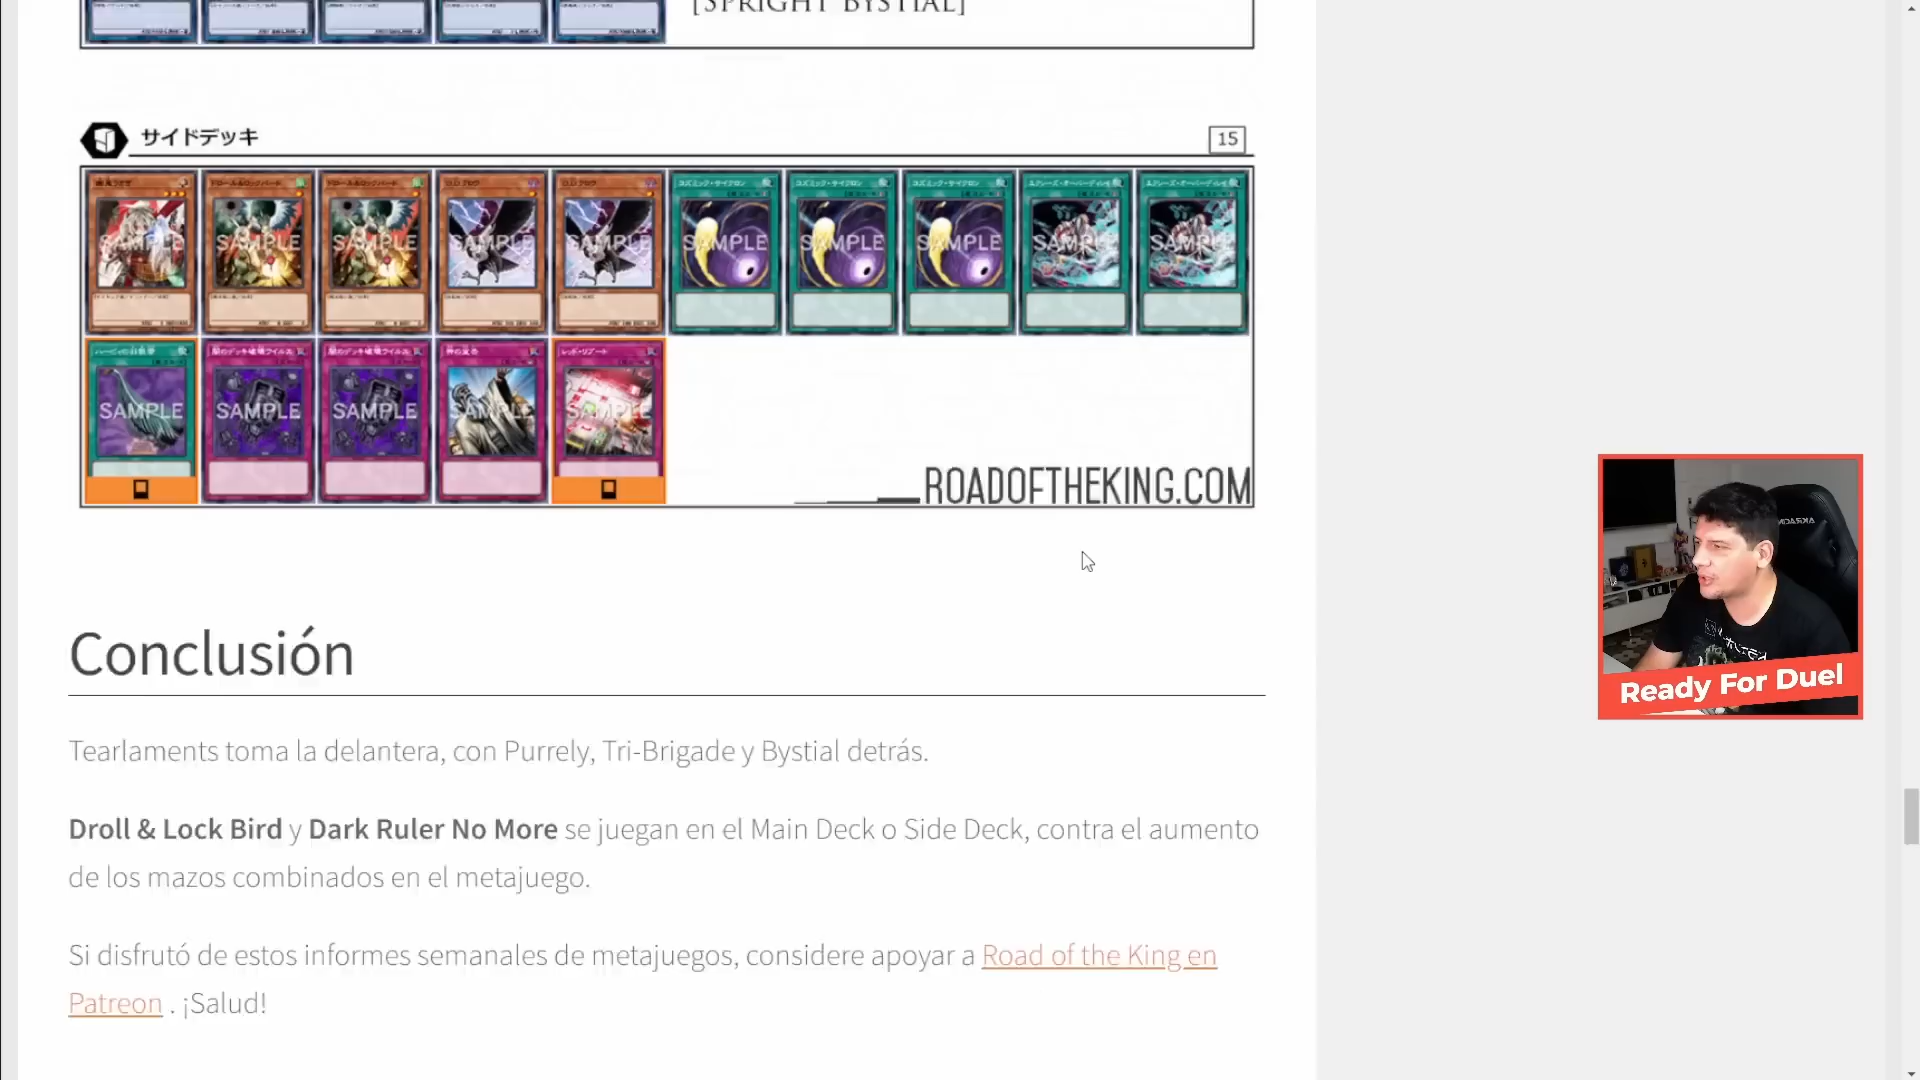 [SPRIGHT BYSTIAL]
サイドデッキ
15
SAMPLE SAMPLE SAMPLE SAMPLE SAMPLE SAMPLE SAMPLE SAMPLE SAMPLE SAMPLE
SAMPLE SAMPLE SAMPLE SAMPLE SAMPLE
ROADOFTHEKING.COM
Conclusión
Tearlaments toma la delantera, con Purrely, Tri-Brigade y Bystial detrás.
Droll & Lock Bird y Dark Ruler No More se juegan en el Main Deck o Side Deck, contra el aumento
de los mazos combinados en el metajuego.
Si disfrutó de estos informes semanales de metajuegos, considere apoyar a Road of the King en
Patreon . ¡Salud!
Ready For Duel